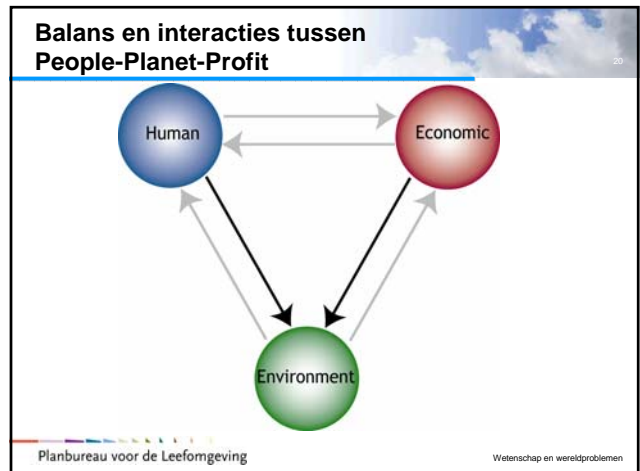 Balans en interacties tussen
People-Planet-Profit
20
Human
Economic
Environment
Planbureau voor de Leefomgeving
Wetenschap en wereldproblemen